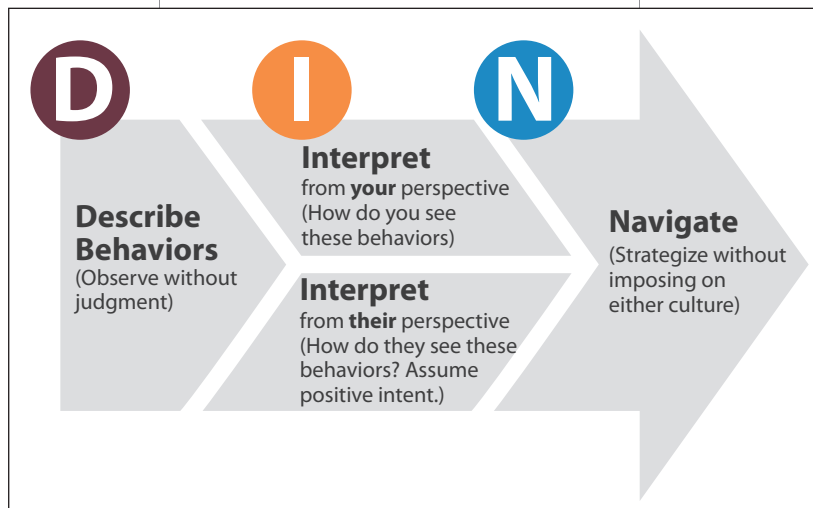 D
I
N
Describe
Behaviors
(Observe without
judgment)
Interpret
from your perspective
(How do you see
these behaviors)
Interpret
from their perspective
(How do they see these
behaviors? Assume
positive intent.)
Navigate
(Strategize without
imposing on
either culture)